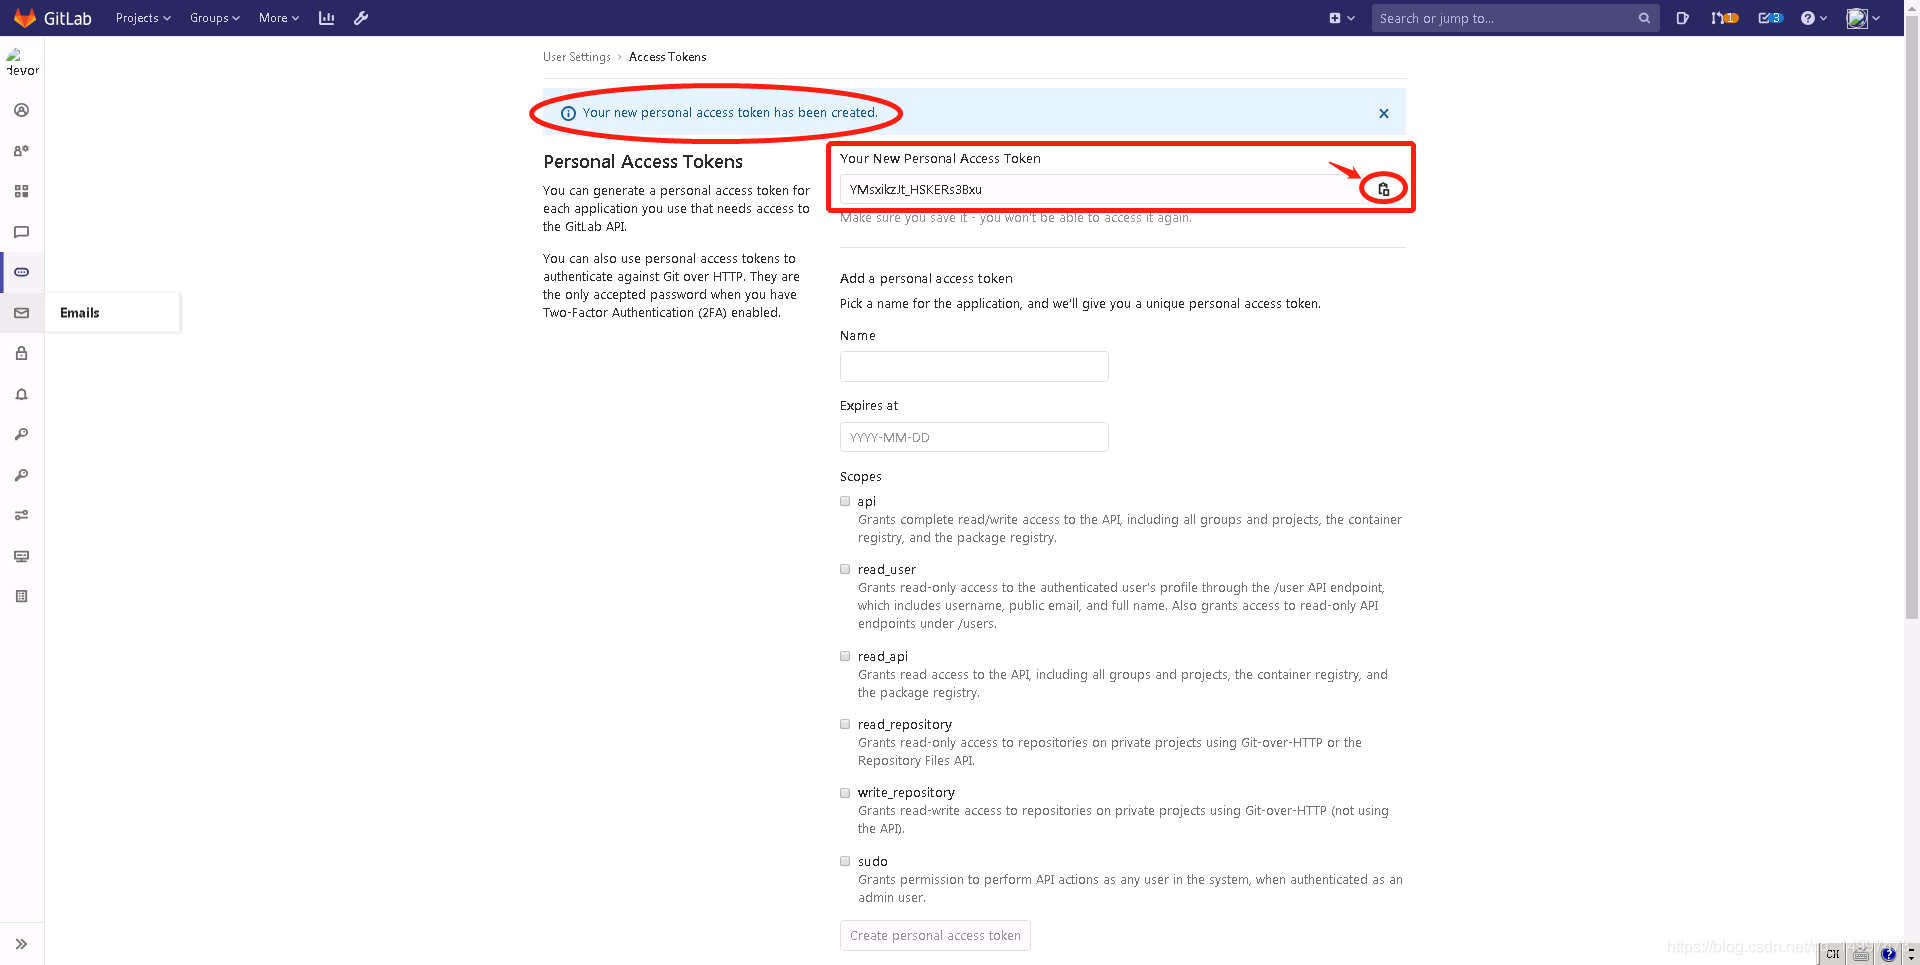 GitLab Projects Groups More Search or jump to... 1 3
devor
User Settings › Access Tokens
Your new personal access token has been created.
Personal Access Tokens
You can generate a personal access token for
each application you use that needs access to
the GitLab API.
You can also use personal access tokens to
authenticate against Git over HTTP. They are
the only accepted password when you have
Two-Factor Authentication (2FA) enabled.
Emails
Your New Personal Access Token
YMsxikzJt_HSKERs3Bxu
Make sure you save it - you won't be able to access it again.
Add a personal access token
Pick a name for the application, and we'll give you a unique personal access token.
Name
Expires at
YYYY-MM-DD
Scopes
api
Grants complete read/write access to the API, including all groups and projects, the container
registry, and the package registry.
read_user
Grants read-only access to the authenticated user's profile through the /user API endpoint,
which includes username, public email, and full name. Also grants access to read-only API
endpoints under /users.
read_api
Grants read access to the API, including all groups and projects, the container registry, and
the package registry.
read_repository
Grants read-only access to repositories on private projects using Git-over-HTTP or the
Repository Files API.
write_repository
Grants read-write access to repositories on private projects using Git-over-HTTP (not using
the API).
sudo
Grants permission to perform API actions as any user in the system, when authenticated as an
admin user.
Create personal access token
CH